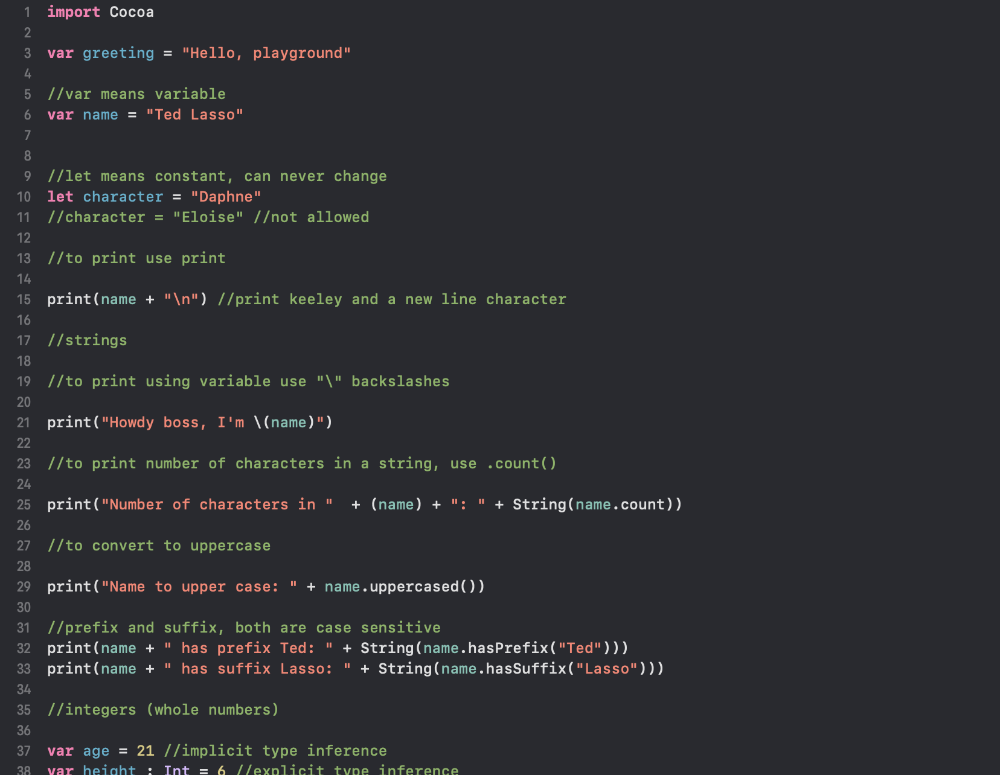 1 import Cocoa
2
3 var greeting = "Hello, playground"
4
5 //var means variable
6 var name = "Ted Lasso"
7
8
9 //let means constant, can never change
10 let character = "Daphne"
11 //character = "Eloise" //not allowed
12
13 //to print use print
14
15 print(name + "\n") //print keeley and a new line character
16
17 //strings
18
19 //to print using variable use "\" backslashes
20
21 print("Howdy boss, I'm \(name)")
22
23 //to print number of characters in a string, use .count()
24
25 print("Number of characters in "  + (name) + ": " + String(name.count))
26
27 //to convert to uppercase
28
29 print("Name to upper case: " + name.uppercased())
30
31 //prefix and suffix, both are case sensitive
32 print(name + " has prefix Ted: " + String(name.hasPrefix("Ted")))
33 print(name + " has suffix Lasso: " + String(name.hasSuffix("Lasso")))
34
35 //integers (whole numbers)
36
37 var age = 21 //implicit type inference
38 var height : Int = 6 //explicit type inference